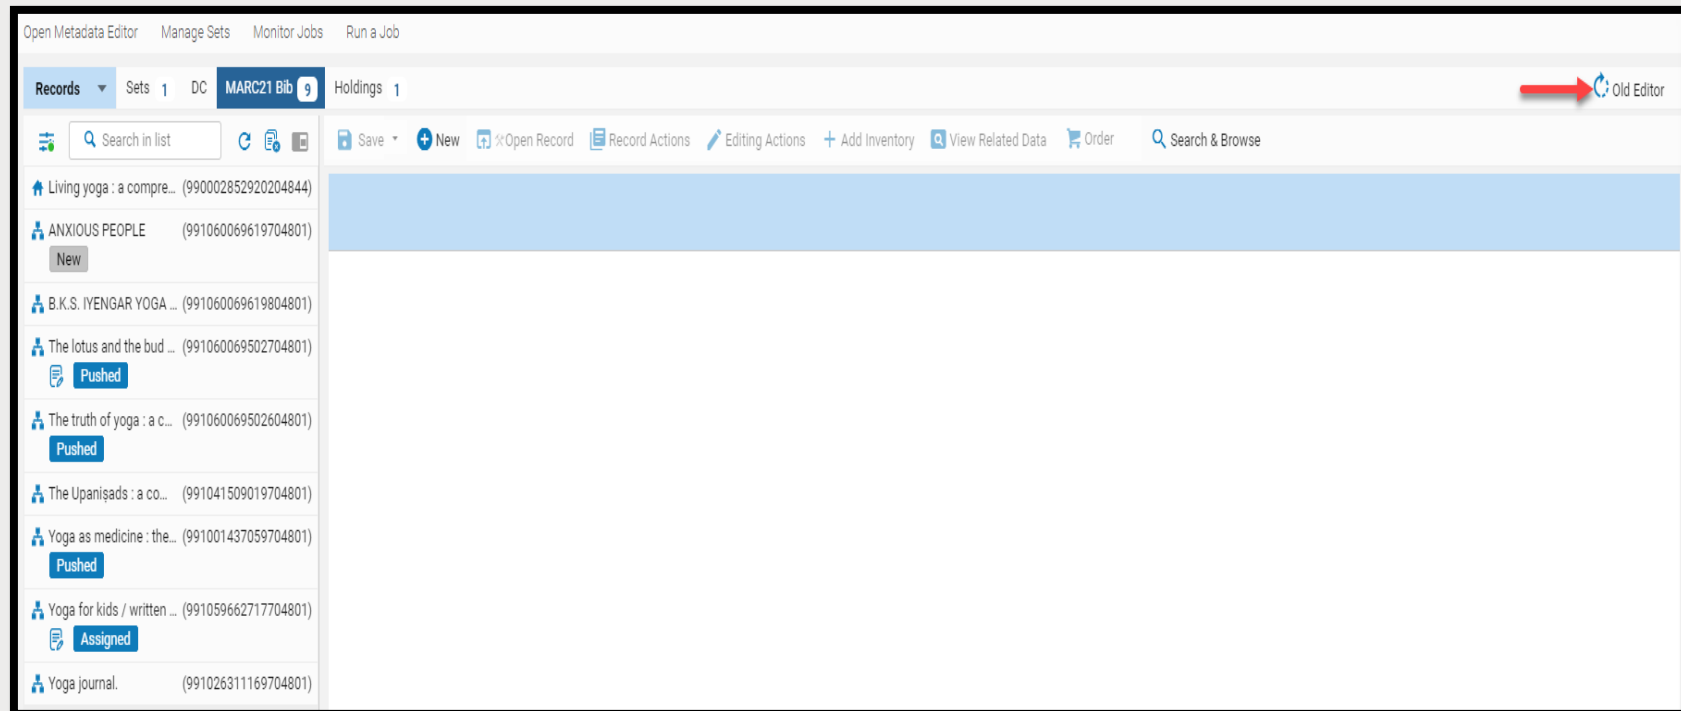 Open Metadata Editor Manage Sets Monitor Jobs Run a Job
Records Sets 1 DC MARC21 Bib 9 Holdings 1 Old Editor
Search in list Save New Open Record Record Actions Editing Actions Add Inventory View Related Data Order Search & Browse
Living yoga : a compre... (990002852920204844)
ANXIOUS PEOPLE (991060069619704801)
New
B.K.S. IYENGAR YOGA ... (991060069619804801)
The lotus and the bud ... (991060069502704801)
Pushed
The truth of yoga : a c... (991060069502604801)
Pushed
The Upaniṣads : a co... (991041509019704801)
Yoga as medicine : the... (991001437059704801)
Pushed
Yoga for kids / written ... (991059662717704801)
Assigned
Yoga journal. (991026311169704801)